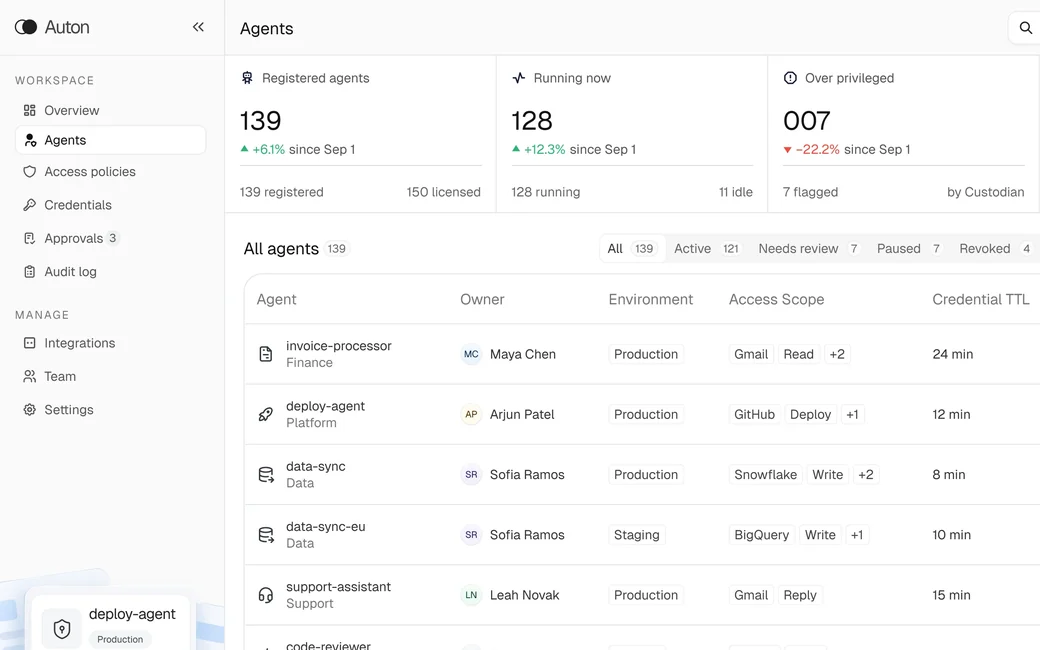 Auton
Agents
WORKSPACE
Overview
Agents
Access policies
Credentials
Approvals 3
Audit log
MANAGE
Integrations
Team
Settings
deploy-agent
Production
Registered agents
139
+6.1% since Sep 1
139 registered 150 licensed
Running now
128
+12.3% since Sep 1
128 running 11 idle
Over privileged
007
−22.2% since Sep 1
7 flagged by Custodian
All agents 139
All 139 Active 121 Needs review 7 Paused 7 Revoked 4
Agent Owner Environment Access Scope Credential TTL
invoice-processor
Finance
MC Maya Chen Production Gmail Read +2 24 min
deploy-agent
Platform
AP Arjun Patel Production GitHub Deploy +1 12 min
data-sync
Data
SR Sofia Ramos Production Snowflake Write +2 8 min
data-sync-eu
Data
SR Sofia Ramos Staging BigQuery Write +1 10 min
support-assistant
Support
LN Leah Novak Production Gmail Reply 15 min
code-reviewer